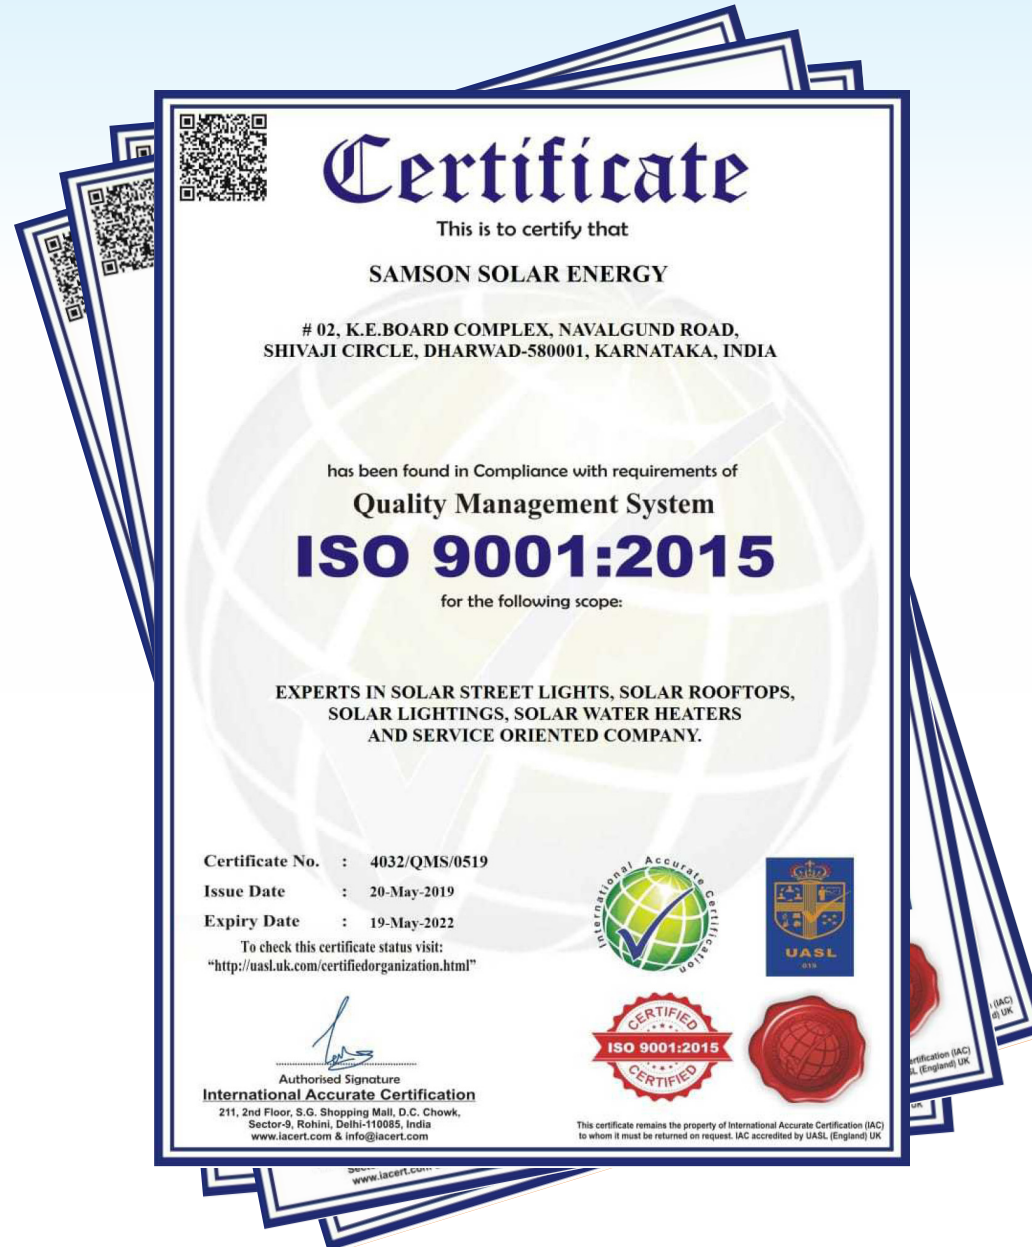 Certificate
This is to certify that
SAMSON SOLAR ENERGY
# 02, K.E.BOARD COMPLEX, NAVALGUND ROAD,
SHIVAJI CIRCLE, DHARWAD-580001, KARNATAKA, INDIA
has been found in Compliance with requirements of
Quality Management System
ISO 9001:2015
for the following scope:
EXPERTS IN SOLAR STREET LIGHTS, SOLAR ROOFTOPS,
SOLAR LIGHTINGS, SOLAR WATER HEATERS
AND SERVICE ORIENTED COMPANY.
Certificate No. : 4032/QMS/0519
Issue Date : 20-May-2019
Expiry Date : 19-May-2022
To check this certificate status visit:
"http://uasl.uk.com/certifiedorganization.html"
International Accurate Certification
UASL
015
Authorised Signature
International Accurate Certification
211, 2nd Floor, S.G. Shopping Mall, D.C. Chowk,
Sector-9, Rohini, Delhi-110085, India
www.iacert.com & info@iacert.com
CERTIFIED
ISO 9001:2015
CERTIFIED
This certificate remains the property of International Accurate Certification (IAC)
to whom it must be returned on request. IAC accredited by UASL (England) UK
(IAC)
UK
(IAC)
(England) UK
UK
www.iacert.com